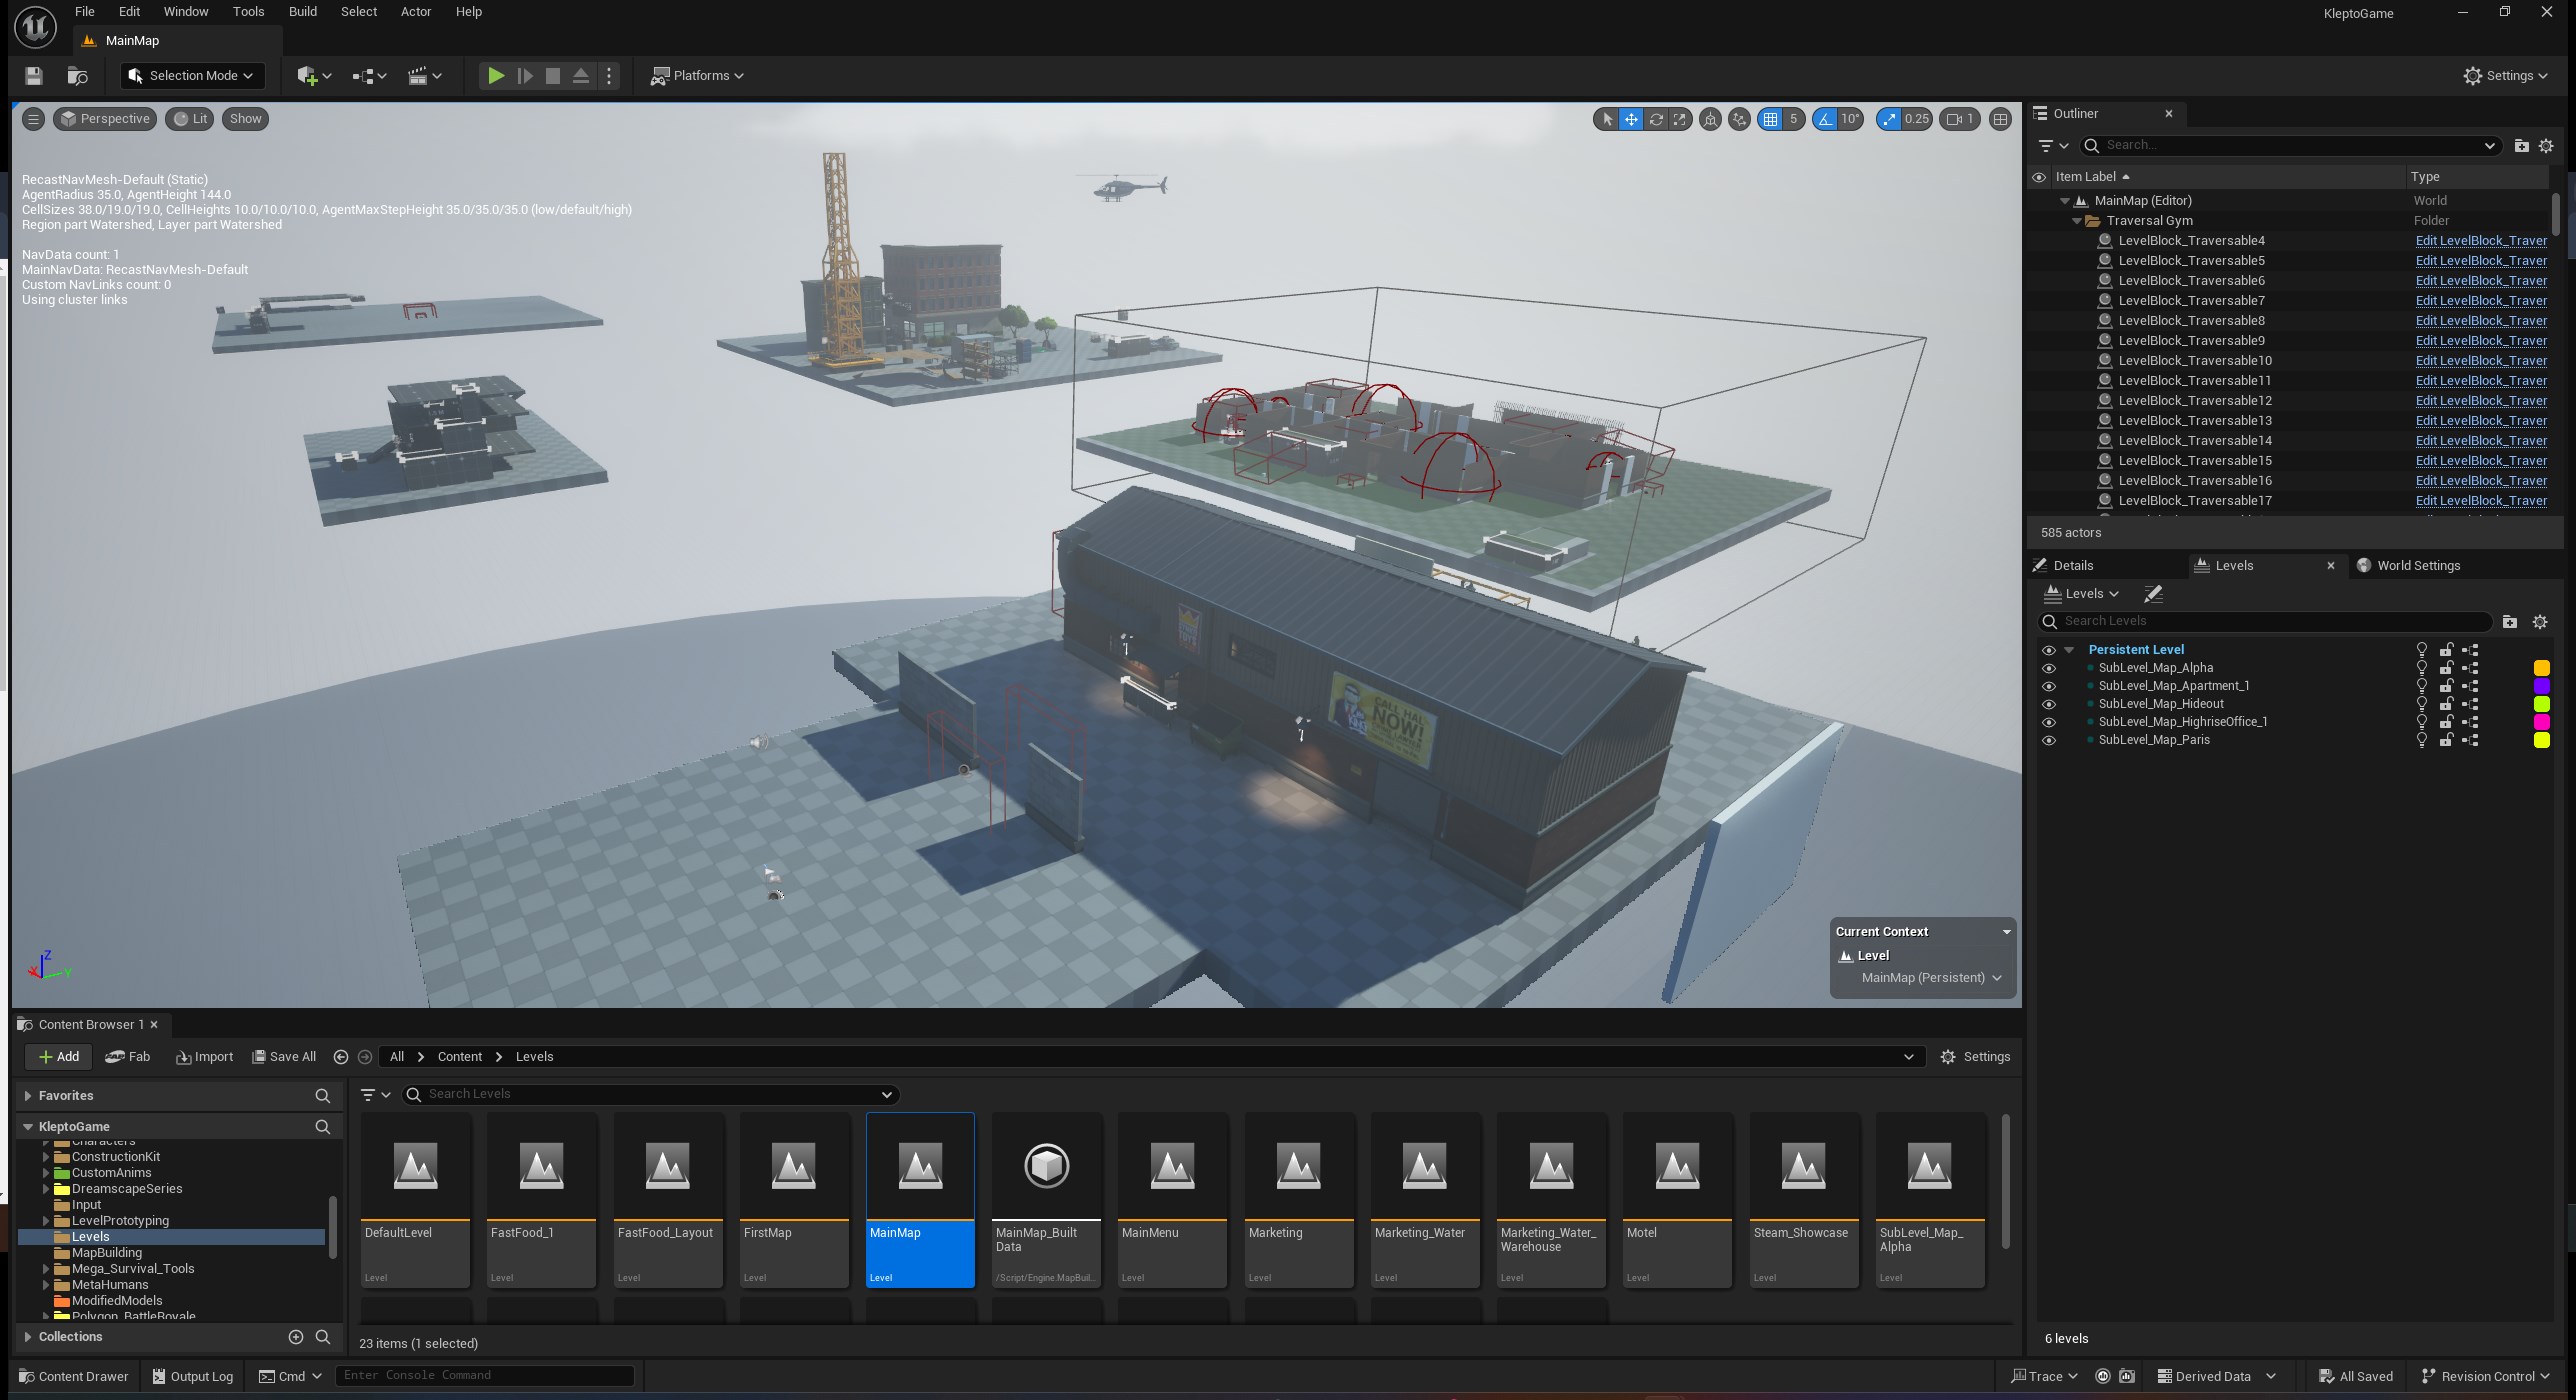 File Edit Window Tools Build Select Actor Help
KleptoGame
MainMap
Selection Mode
Platforms
Settings
Perspective Lit Show
5 10° 0.25 1
RecastNavMesh-Default (Static)
AgentRadius 35.0, AgentHeight 144.0
CellSizes 38.0/19.0/19.0, CellHeights 10.0/10.0/10.0, AgentMaxStepHeight 35.0/35.0/35.0 (low/default/high)
Region part Watershed, Layer part Watershed
NavData count: 1
MainNavData: RecastNavMesh-Default
Custom NavLinks count: 0
Using cluster links
CALL HAL
NOW!
Z
X
Y
Current Context
Level
MainMap (Persistent)
Outliner
Search...
Item Label Type
MainMap (Editor) World
Traversal Gym Folder
LevelBlock_Traversable4 Edit LevelBlock_Traver
LevelBlock_Traversable5 Edit LevelBlock_Traver
LevelBlock_Traversable6 Edit LevelBlock_Traver
LevelBlock_Traversable7 Edit LevelBlock_Traver
LevelBlock_Traversable8 Edit LevelBlock_Traver
LevelBlock_Traversable9 Edit LevelBlock_Traver
LevelBlock_Traversable10 Edit LevelBlock_Traver
LevelBlock_Traversable11 Edit LevelBlock_Traver
LevelBlock_Traversable12 Edit LevelBlock_Traver
LevelBlock_Traversable13 Edit LevelBlock_Traver
LevelBlock_Traversable14 Edit LevelBlock_Traver
LevelBlock_Traversable15 Edit LevelBlock_Traver
LevelBlock_Traversable16 Edit LevelBlock_Traver
LevelBlock_Traversable17 Edit LevelBlock_Traver
585 actors
Details Levels World Settings
Levels
Search Levels
Persistent Level
SubLevel_Map_Alpha
SubLevel_Map_Apartment_1
SubLevel_Map_Hideout
SubLevel_Map_HighriseOffice_1
SubLevel_Map_Paris
6 levels
Content Browser 1
Add Fab Import Save All All Content Levels Settings
Favorites
KleptoGame
Characters
ConstructionKit
CustomAnims
DreamscapeSeries
Input
LevelPrototyping
Levels
MapBuilding
Mega_Survival_Tools
MetaHumans
ModifiedModels
Polygon_BattleRoyale
Collections
Search Levels
DefaultLevel
Level
FastFood_1
Level
FastFood_Layout
Level
FirstMap
Level
MainMap
Level
MainMap_Built
Data
/Script/Engine.MapBuil...
MainMenu
Level
Marketing
Level
Marketing_Water
Level
Marketing_Water_
Warehouse
Level
Motel
Level
Steam_Showcase
Level
SubLevel_Map_
Alpha
Level
23 items (1 selected)
Content Drawer Output Log Cmd Enter Console Command
Trace Derived Data All Saved Revision Control